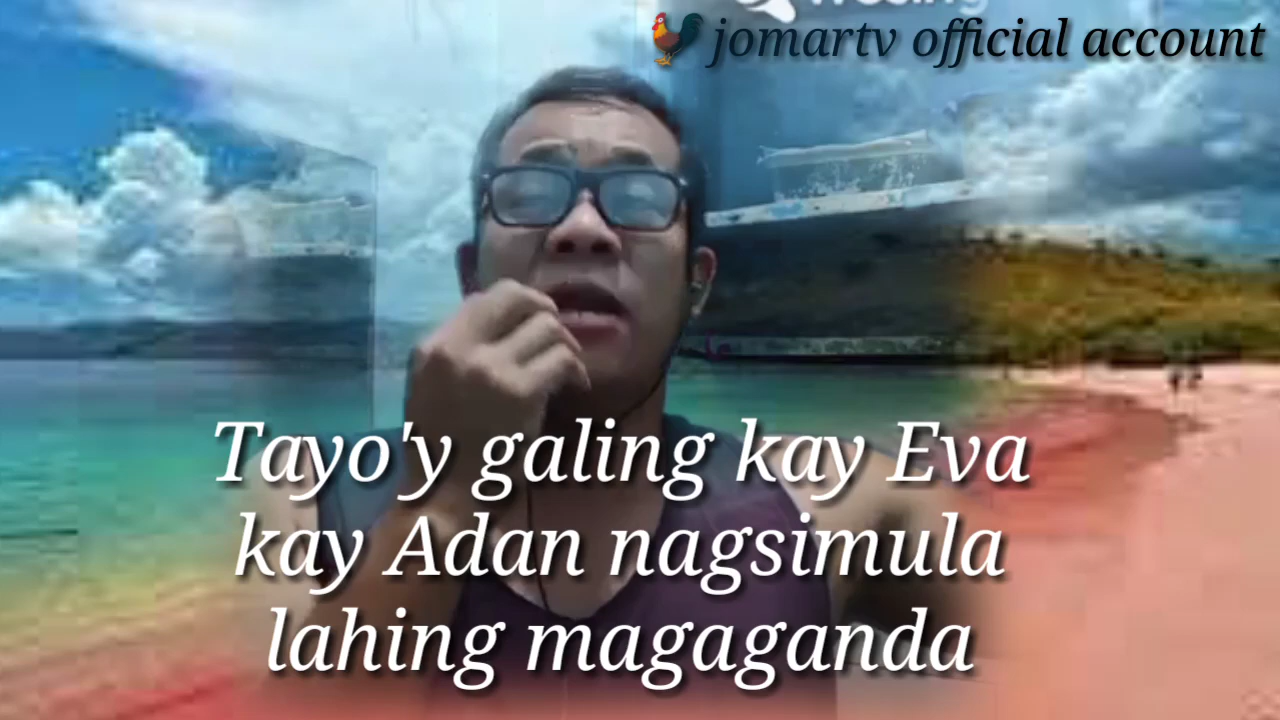 🐓 jomartv official account
Tayo'y galing kay Eva
kay Adan nagsimula
lahing magaganda